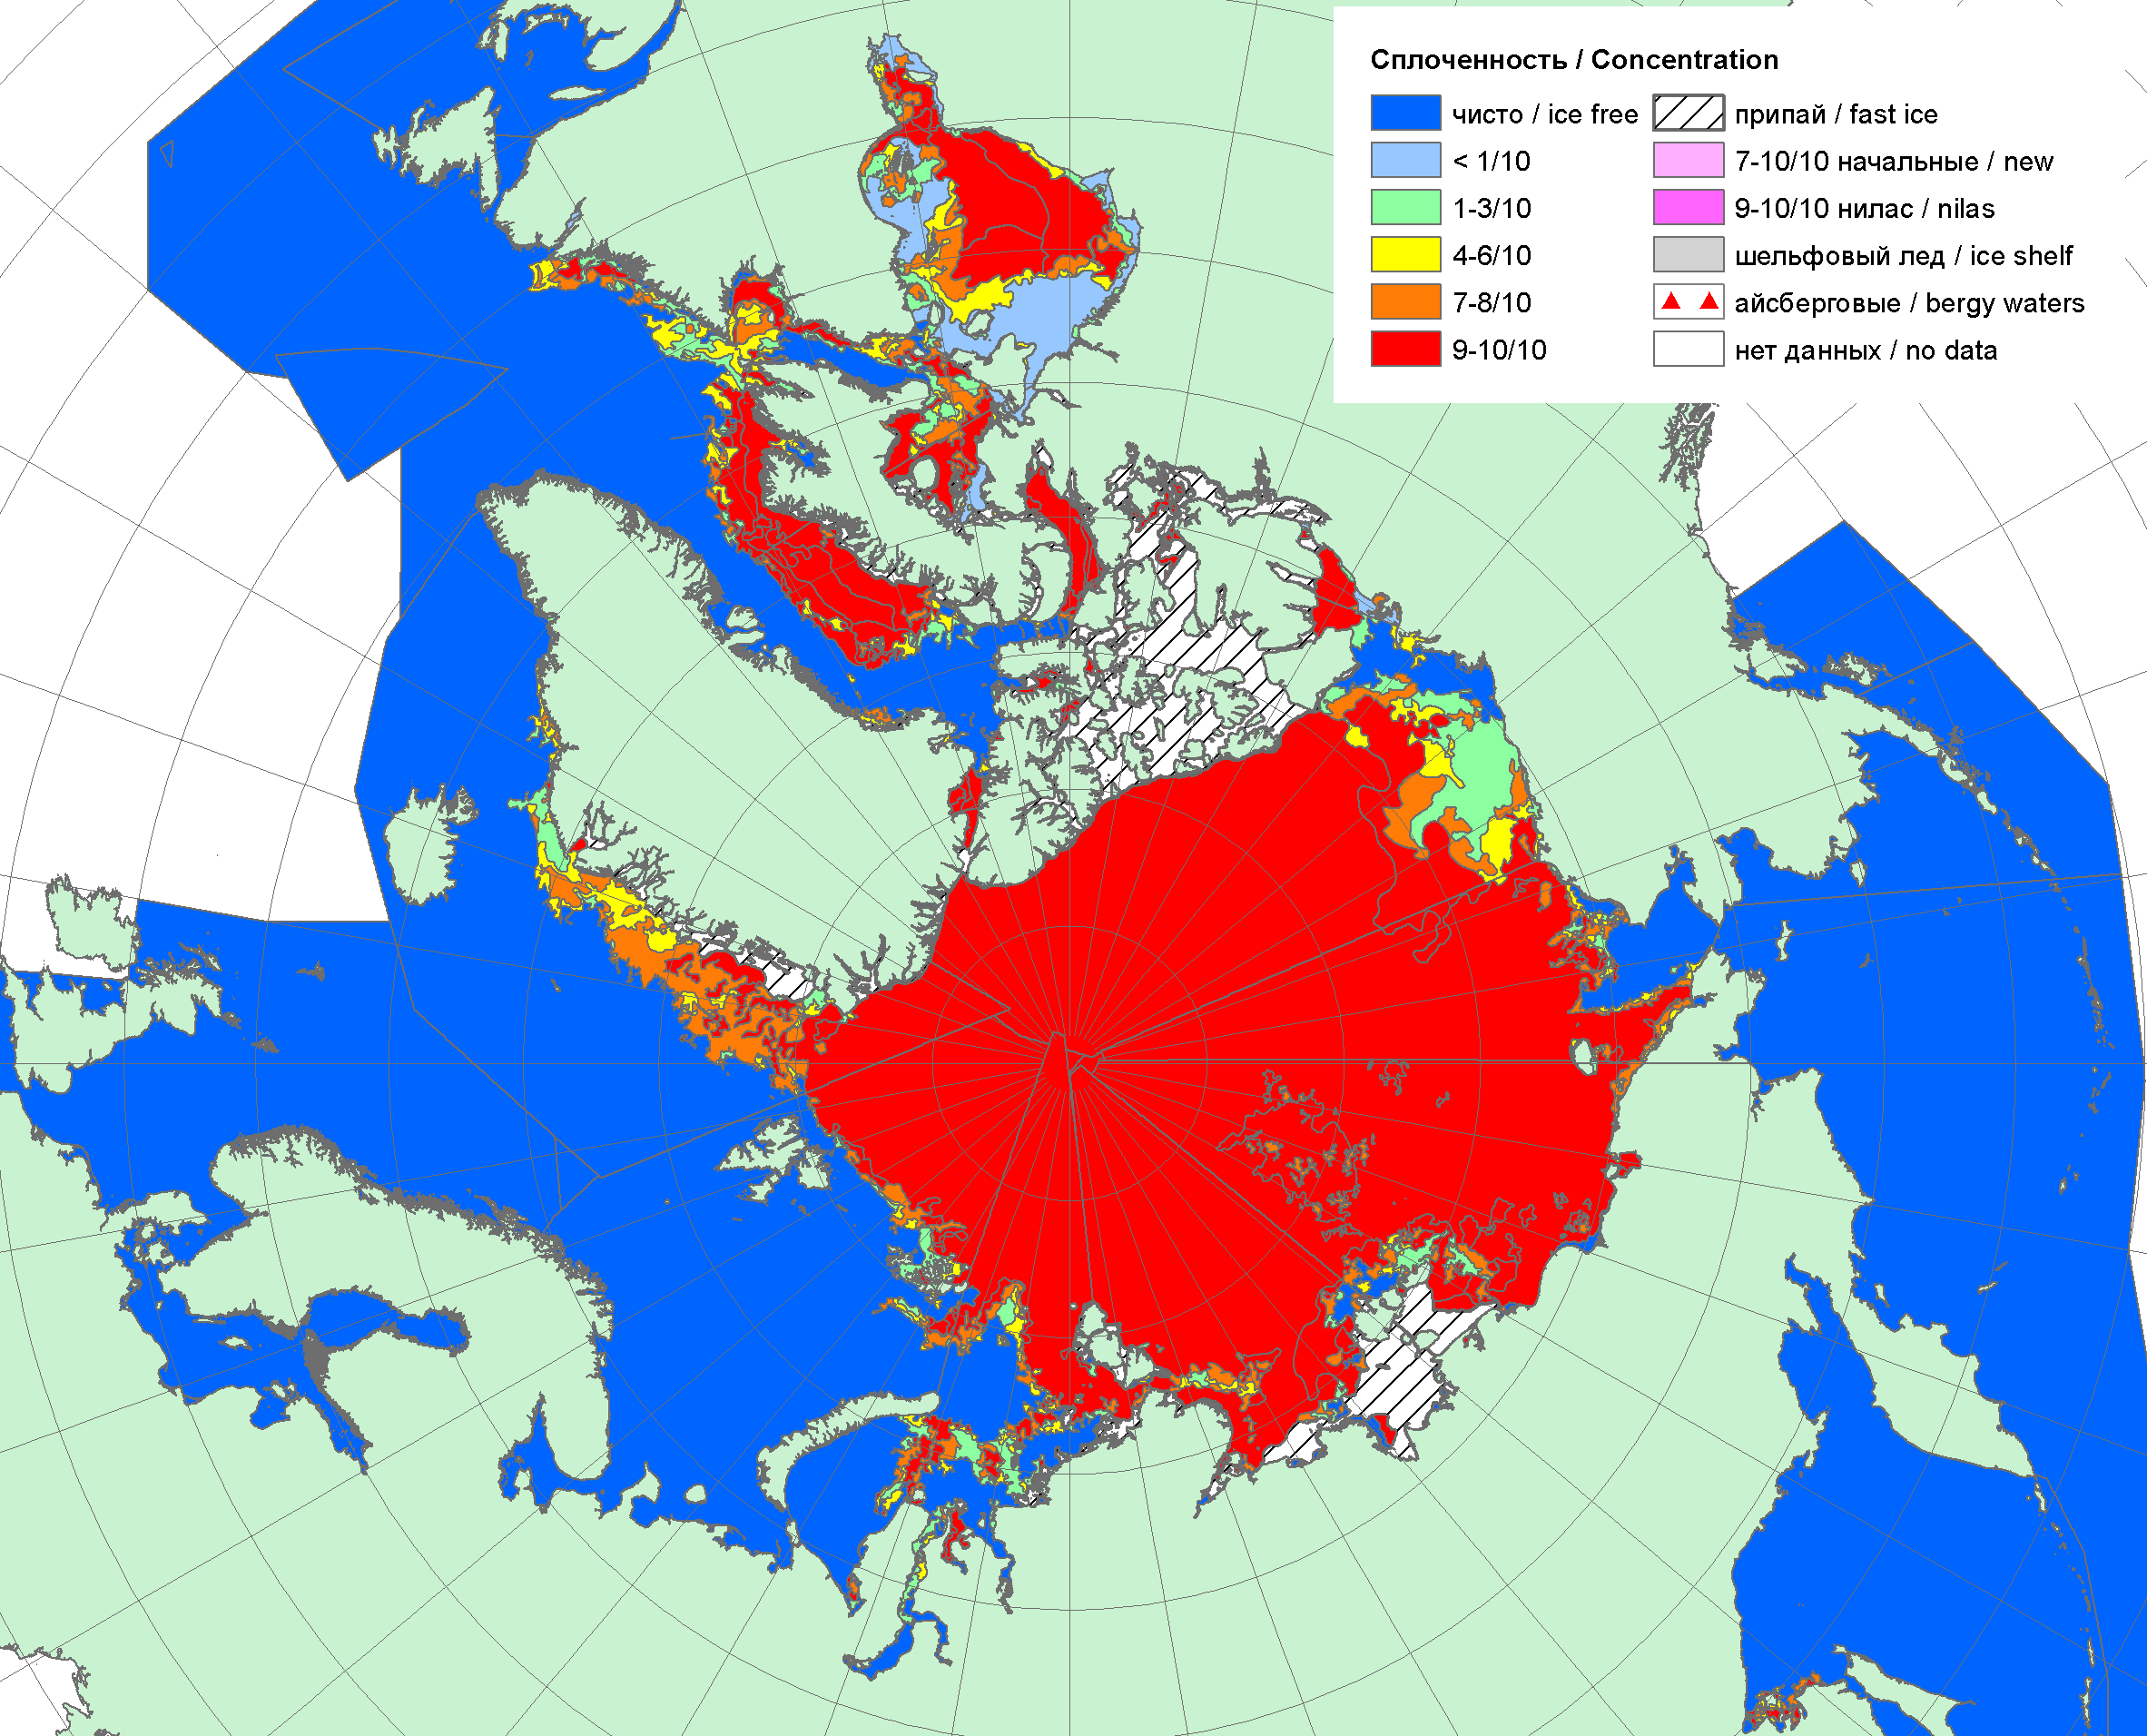 Сплоченность / Concentration
чисто / ice free
< 1/10
1-3/10
4-6/10
7-8/10
9-10/10
припай / fast ice
7-10/10 начальные / new
9-10/10 нилас / nilas
шельфовый лед / ice shelf
айсберговые / bergy waters
нет данных / no data